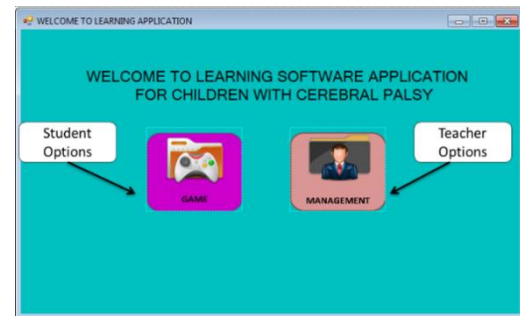 WELCOME TO LEARNING APPLICATION
WELCOME TO LEARNING SOFTWARE APPLICATION
FOR CHILDREN WITH CEREBRAL PALSY
Student
Options
Teacher
Options
GAME
MANAGEMENT